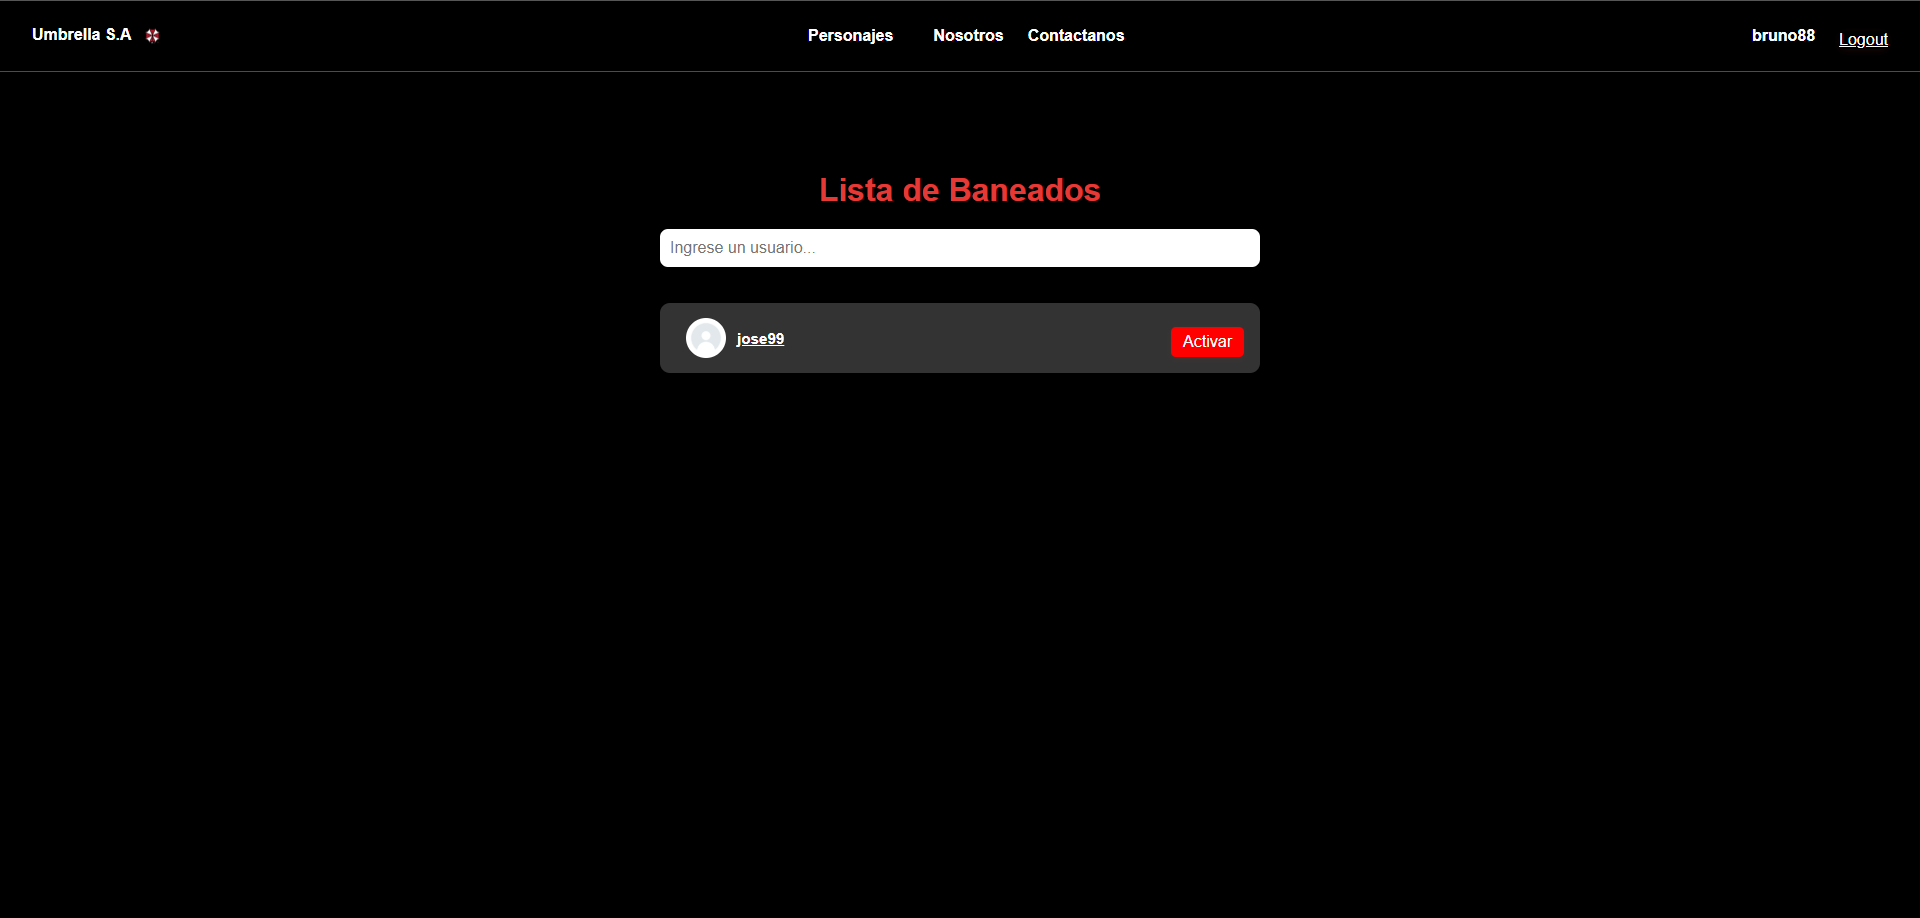 Umbrella S.A
Personajes Nosotros Contactanos
bruno88 Logout
Lista de Baneados
Ingrese un usuario...
jose99
Activar